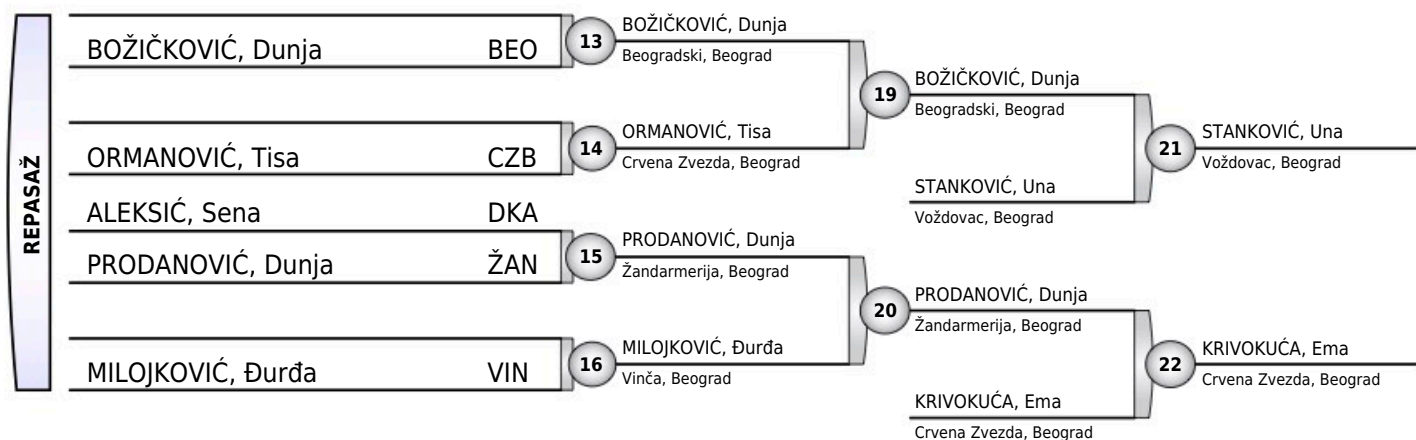 REPASAŽ
BOŽIČKOVIĆ, Dunja BEO
ORMANOVIĆ, Tisa CZB
ALEKSIĆ, Sena DKA
PRODANOVIĆ, Dunja ŽAN
MILOJKOVIĆ, Đurđa VIN
13
BOŽIČKOVIĆ, Dunja
Beogradski, Beograd
14
ORMANOVIĆ, Tisa
Crvena Zvezda, Beograd
15
PRODANOVIĆ, Dunja
Žandarmerija, Beograd
16
MILOJKOVIĆ, Đurđa
Vinča, Beograd
19
BOŽIČKOVIĆ, Dunja
Beogradski, Beograd
STANKOVIĆ, Una
Voždovac, Beograd
20
PRODANOVIĆ, Dunja
Žandarmerija, Beograd
KRIVOKUĆA, Ema
Crvena Zvezda, Beograd
21
STANKOVIĆ, Una
Voždovac, Beograd
22
KRIVOKUĆA, Ema
Crvena Zvezda, Beograd